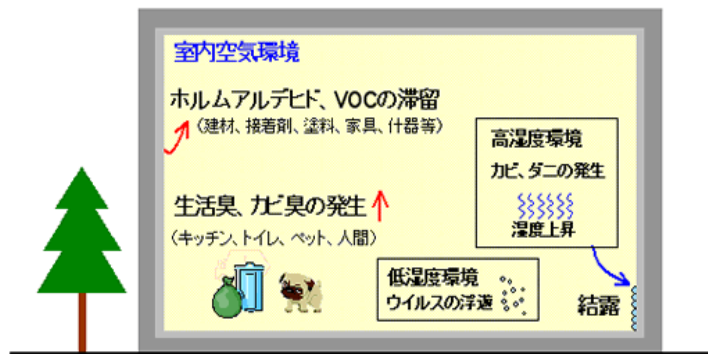 室内空気環境
ホルムアルデヒド、VOCの滞留
（建材、接着剤、塗料、家具、什器等）
高湿度環境
カビ、ダニの発生
湿度上昇
生活臭、カビ臭の発生
（キッチン、トイレ、ペット、人間）
低湿度環境
ウイルスの浮遊
結露